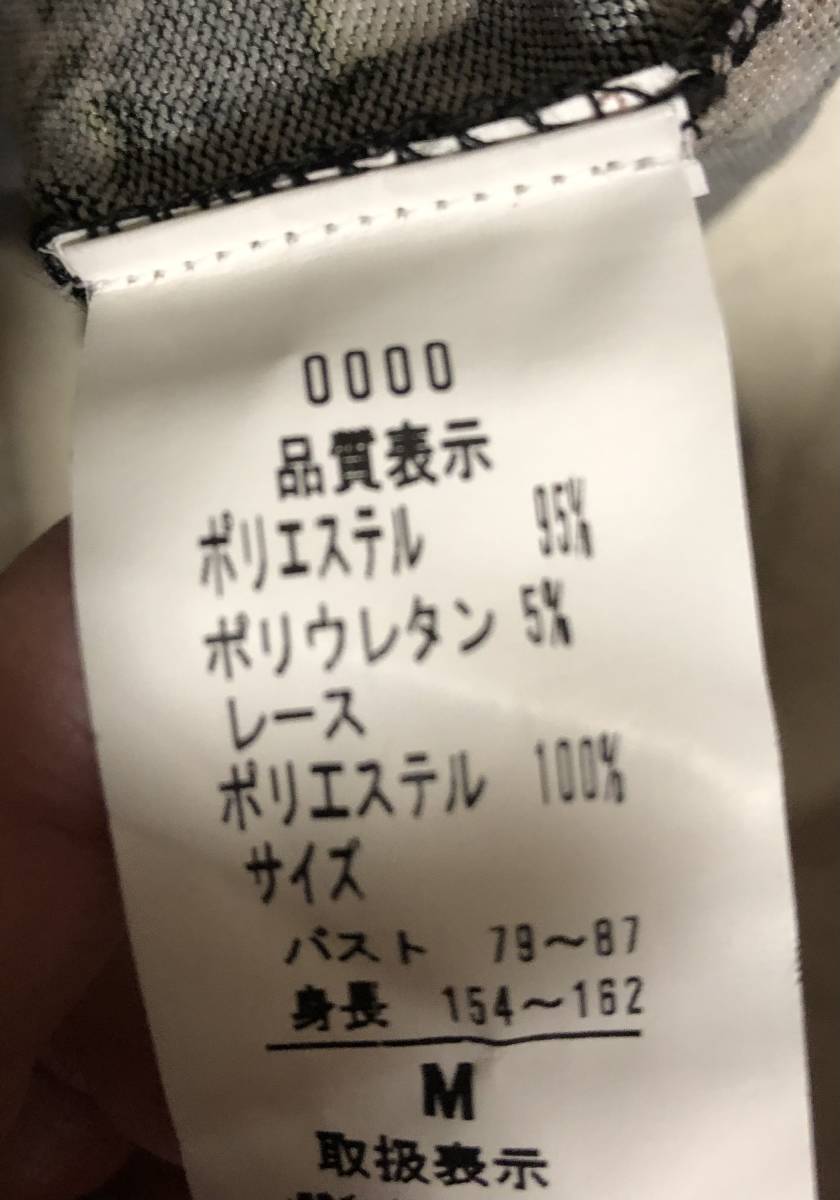 0000
品質表示
ポリエステル 95%
ポリウレタン 5%
レース
ポリエステル 100%
サイズ
バスト 79～87
身長 154～162
M
取扱表示